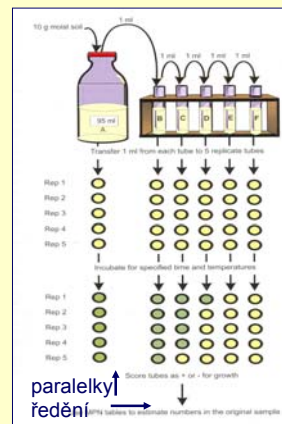 1 ml
10 g moist soil
1 ml 1 ml 1 ml 1 ml
95 ml
A
B C D E F
Transfer 1 ml from each tube to 5 replicate tubes
Rep 1
Rep 2
Rep 3
Rep 4
Rep 5
Incubate for specified time and temperatures
Rep 1
Rep 2
Rep 3
Rep 4
Rep 5
Score tubes as + or - for growth
paralelky
ředění
MPN tables to estimate numbers in the original sample